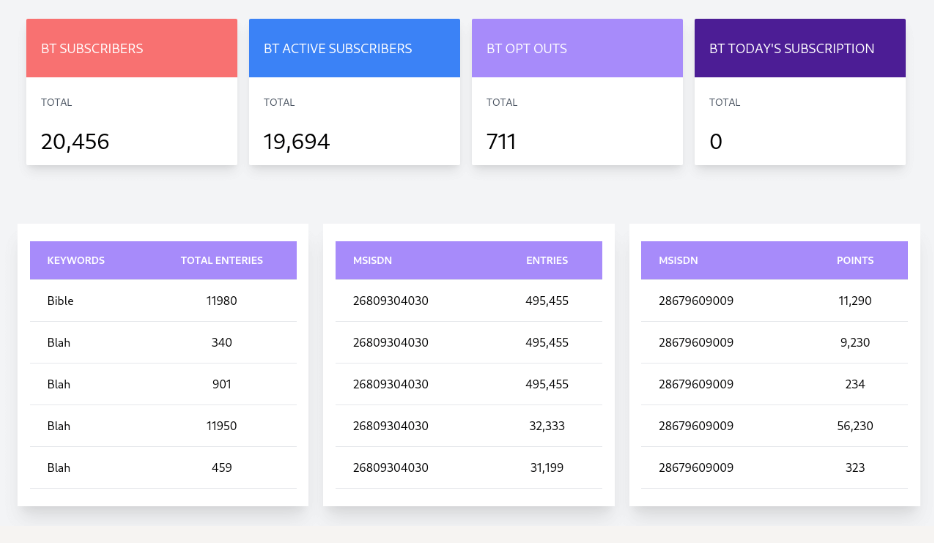 BT SUBSCRIBERS BT ACTIVE SUBSCRIBERS BT OPT OUTS BT TODAY'S SUBSCRIPTION
TOTAL TOTAL TOTAL TOTAL
20,456 19,694 711 0
KEYWORDS TOTAL ENTERIES MSISDN ENTRIES MSISDN POINTS
Bible 11980 26809304030 495,455 28679609009 11,290
Blah 340 26809304030 495,455 28679609009 9,230
Blah 901 26809304030 495,455 28679609009 234
Blah 11950 26809304030 32,333 28679609009 56,230
Blah 459 26809304030 31,199 28679609009 323